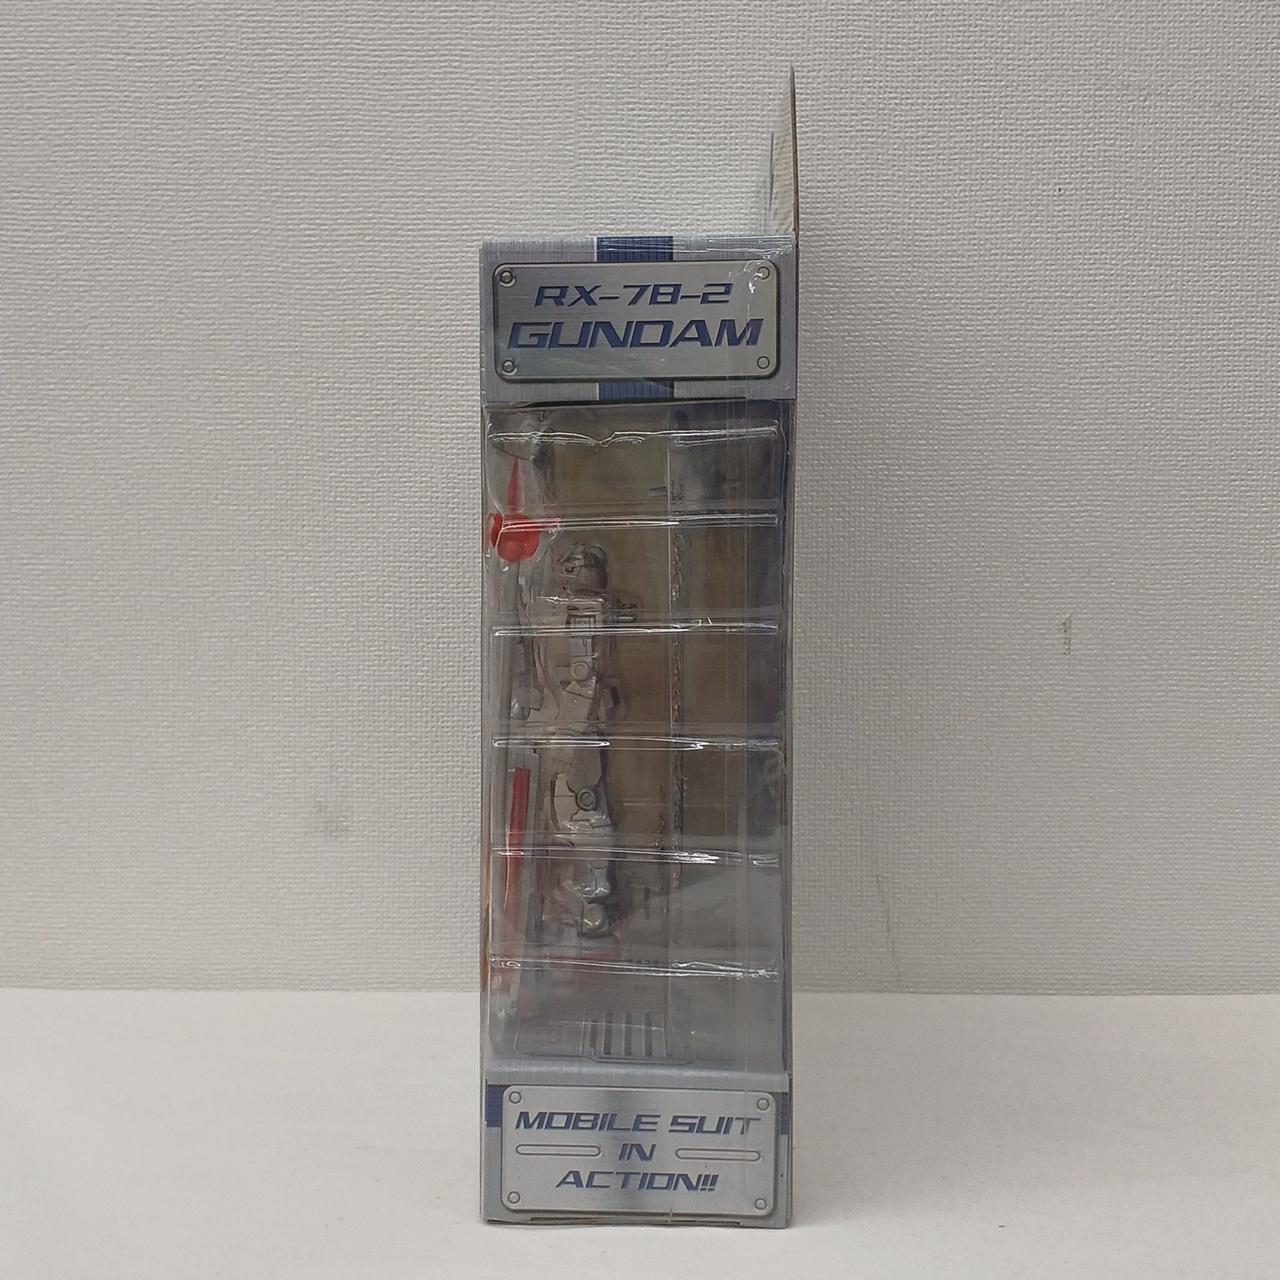 RX-78-2
GUNDAM
MOBILE SUIT
IN
ACTION!!